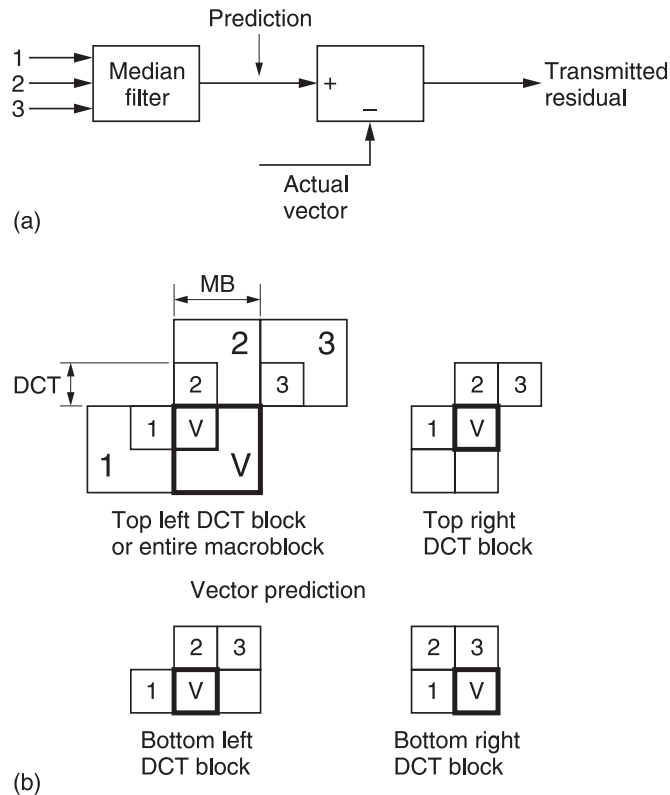 Prediction
1
2
3
Median
filter
+
–
Transmitted
residual
Actual
vector
(a)
MB
2 3
DCT
2 3
1 V
1 V
Top left DCT block
or entire macroblock
2 3
1 V
Top right
DCT block
Vector prediction
2 3
1 V
Bottom left
DCT block
2 3
1 V
Bottom right
DCT block
(b)